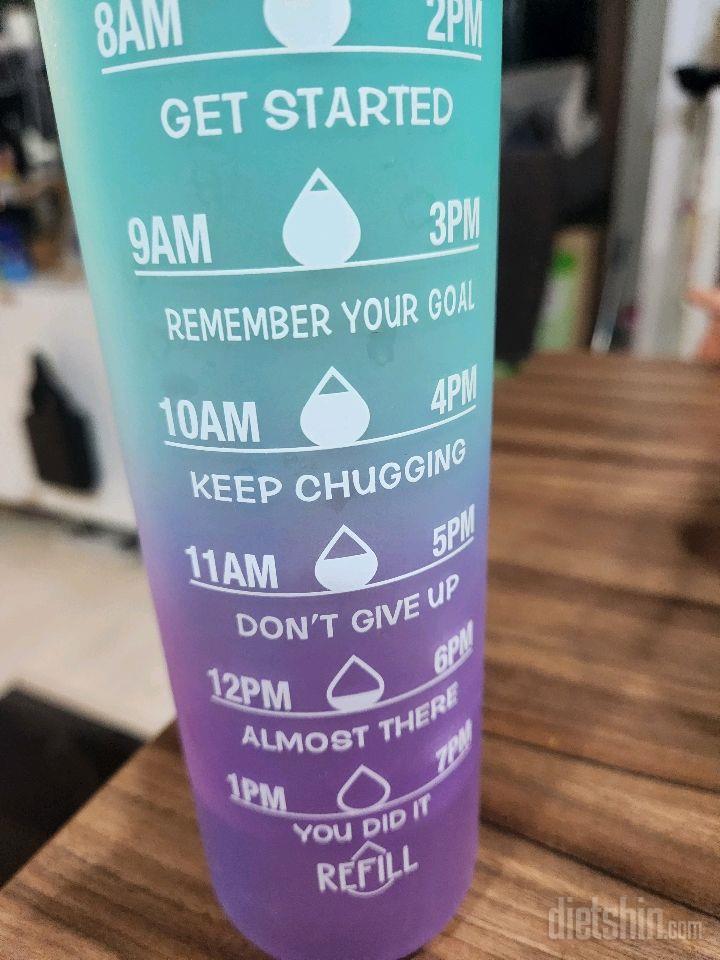 8AM 2PM
GET STARTED
9AM 3PM
REMEMBER YOUR GOAL
10AM 4PM
KEEP CHUGGING
11AM 5PM
DON'T GIVE UP
12PM 6PM
ALMOST THERE
1PM 7PM
YOU DID IT
REFILL
dietshin.com